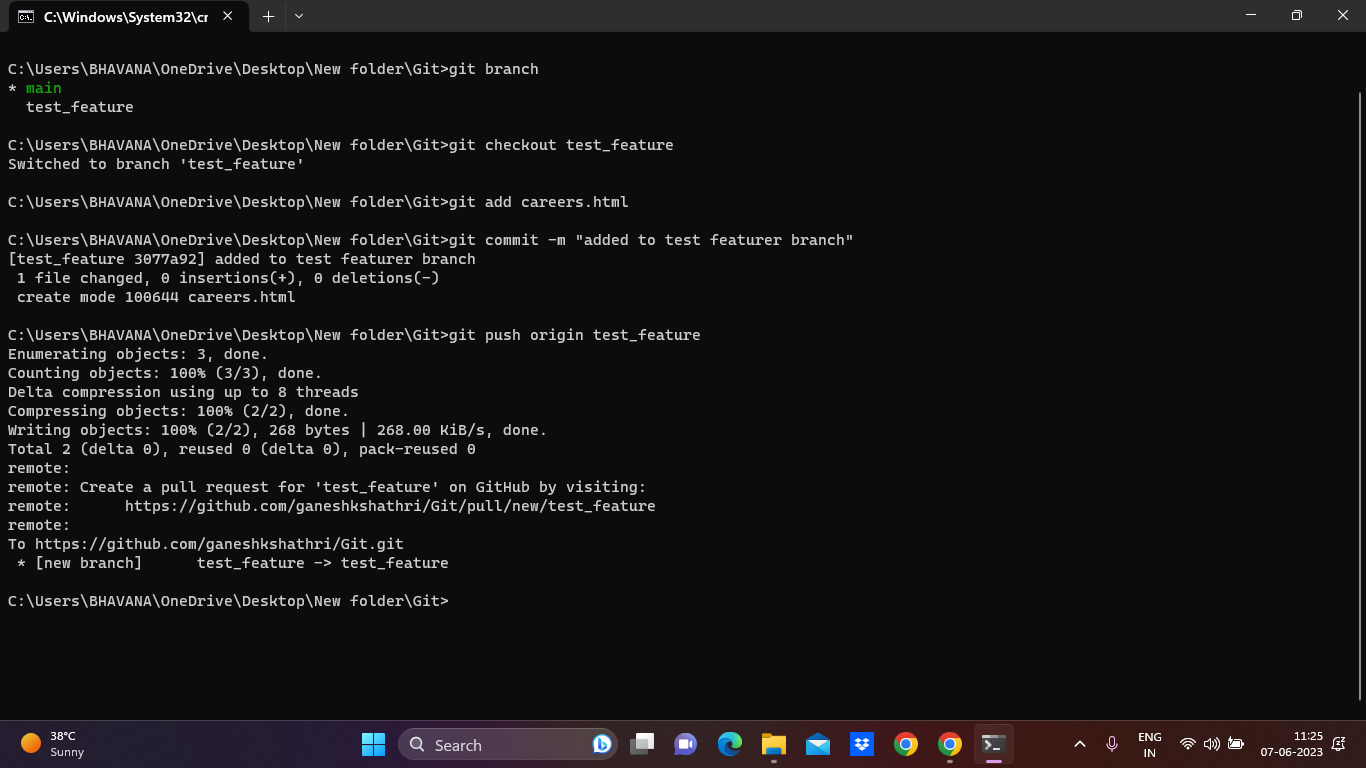 C:\Windows\System32\cr
C:\Users\BHAVANA\OneDrive\Desktop\New folder\Git>git branch
* main
  test_feature
C:\Users\BHAVANA\OneDrive\Desktop\New folder\Git>git checkout test_feature
Switched to branch 'test_feature'
C:\Users\BHAVANA\OneDrive\Desktop\New folder\Git>git add careers.html
C:\Users\BHAVANA\OneDrive\Desktop\New folder\Git>git commit -m "added to test featurer branch"
[test_feature 3077a92] added to test featurer branch
 1 file changed, 0 insertions(+), 0 deletions(-)
 create mode 100644 careers.html
C:\Users\BHAVANA\OneDrive\Desktop\New folder\Git>git push origin test_feature
Enumerating objects: 3, done.
Counting objects: 100% (3/3), done.
Delta compression using up to 8 threads
Compressing objects: 100% (2/2), done.
Writing objects: 100% (2/2), 268 bytes | 268.00 KiB/s, done.
Total 2 (delta 0), reused 0 (delta 0), pack-reused 0
remote:
remote: Create a pull request for 'test_feature' on GitHub by visiting:
remote:      https://github.com/ganeshkshathri/Git/pull/new/test_feature
remote:
To https://github.com/ganeshkshathri/Git.git
 * [new branch]      test_feature -> test_feature
C:\Users\BHAVANA\OneDrive\Desktop\New folder\Git>
38°C
Sunny
Search
ENG
IN
11:25
07-06-2023